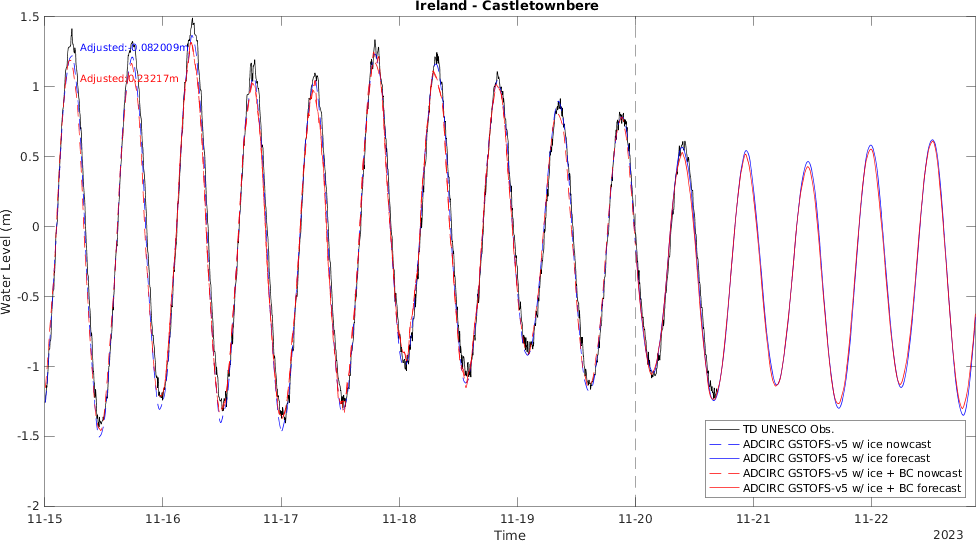 Ireland - Castletownbere
1.5
1
0.5
0
-0.5
-1
-1.5
-2
Water Level (m)
Adjusted:-0.082009m
Adjusted:0.23217m
TD UNESCO Obs.
ADCIRC GSTOFS-v5 w/ ice nowcast
ADCIRC GSTOFS-v5 w/ ice forecast
ADCIRC GSTOFS-v5 w/ ice + BC nowcast
ADCIRC GSTOFS-v5 w/ ice + BC forecast
11-15 11-16 11-17 11-18 11-19 11-20 11-21 11-22
Time
2023